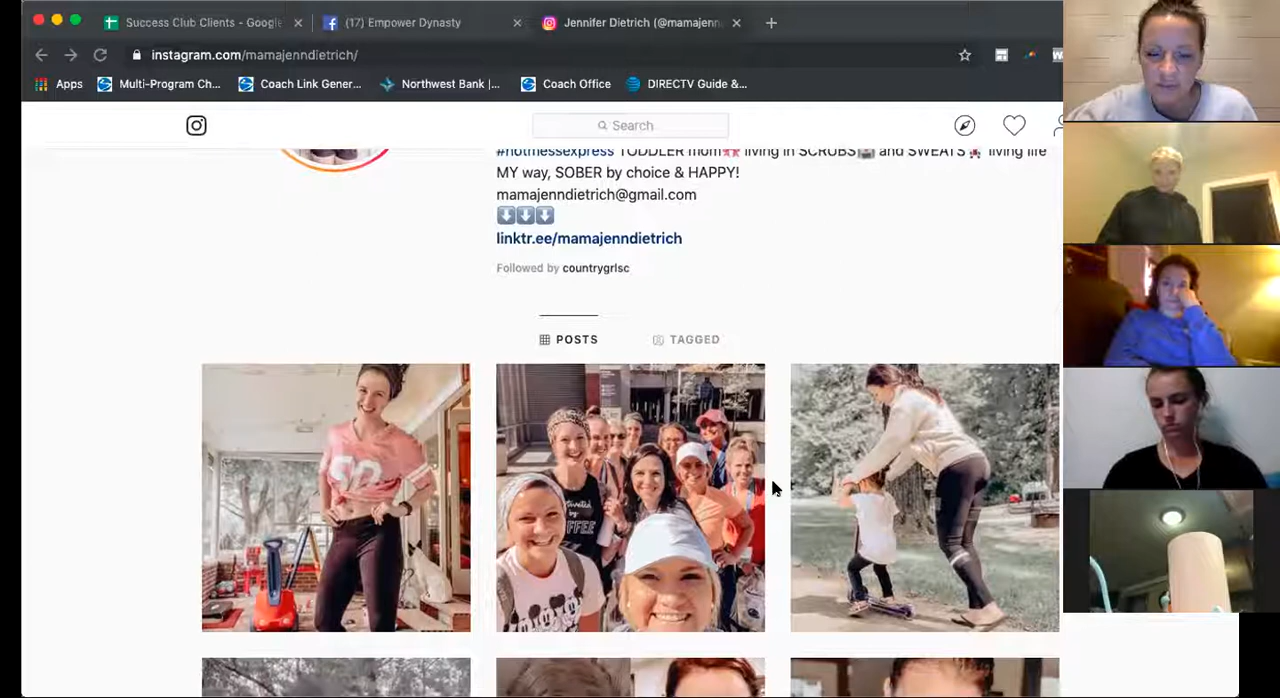 Success Club Clients - Google
(17) Empower Dynasty
Jennifer Dietrich (@mamajenn
instagram.com/mamajenndietrich/
Apps
Multi-Program Ch...
Coach Link Gener...
Northwest Bank |...
Coach Office
DIRECTV Guide &...
Search
#hotmessexpress TODDLER mom living in SCRUBS and SWEATS living life
MY way, SOBER by choice & HAPPY!
mamajenndietrich@gmail.com
linktr.ee/mamajenndietrich
Followed by countrygrlsc
POSTS
TAGGED
COFFEE